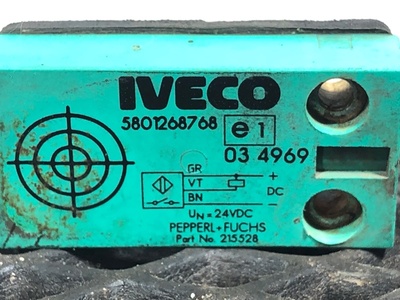 IVECO
5801268768
e1
03 4969
GR
VT
BN
+
DC
-
UN = 24VDC
PEPPERL+FUCHS
Part No. 215528